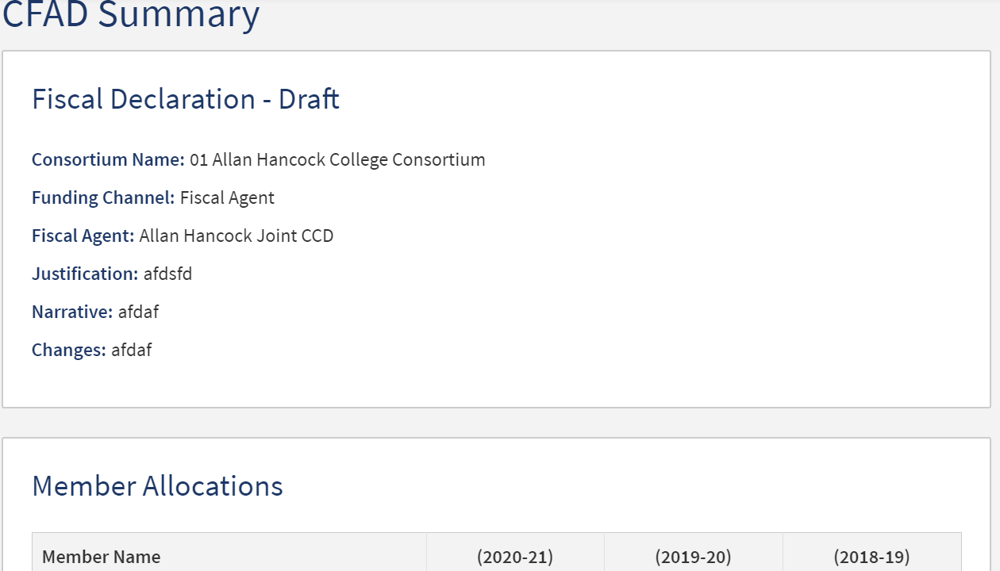 CFAD Summary
Fiscal Declaration - Draft
Consortium Name: 01 Allan Hancock College Consortium
Funding Channel: Fiscal Agent
Fiscal Agent: Allan Hancock Joint CCD
Justification: afdsfd
Narrative: afdaf
Changes: afdaf
Member Allocations
Member Name (2020-21) (2019-20) (2018-19)